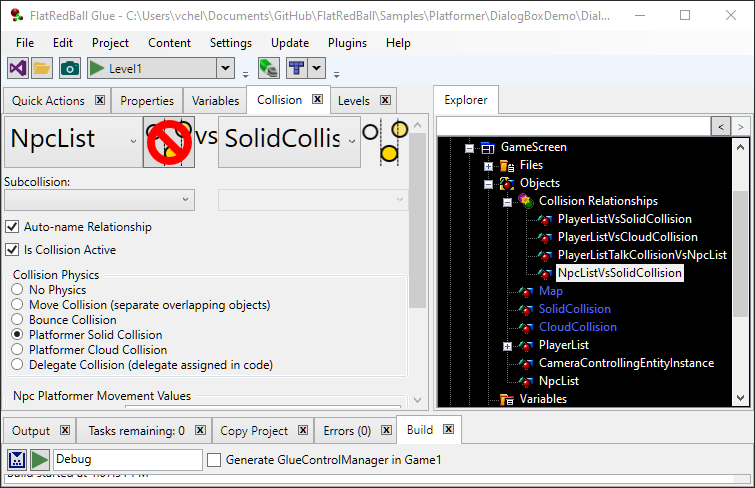 FlatRedBall Glue - C:\Users\vchel\Documents\GitHub\FlatRedBall\Samples\Platformer\DialogBoxDemo\Dial...
File Edit Project Content Settings Update Plugins Help
Level1
Quick Actions Properties Variables Collision Levels
NpcList vs SolidCollis
Subcollision:
Auto-name Relationship
Is Collision Active
Collision Physics
No Physics
Move Collision (separate overlapping objects)
Bounce Collision
Platformer Solid Collision
Platformer Cloud Collision
Delegate Collision (delegate assigned in code)
Npc Platformer Movement Values
Explorer
< >
GameScreen
Files
Objects
Collision Relationships
PlayerListVsSolidCollision
PlayerListVsCloudCollision
PlayerListTalkCollisionVsNpcList
NpcListVsSolidCollision
Map
SolidCollision
CloudCollision
PlayerList
CameraControllingEntityInstance
NpcList
Variables
Output Tasks remaining: 0 Copy Project Errors (0) Build
Debug Generate GlueControlManager in Game1
Build started at